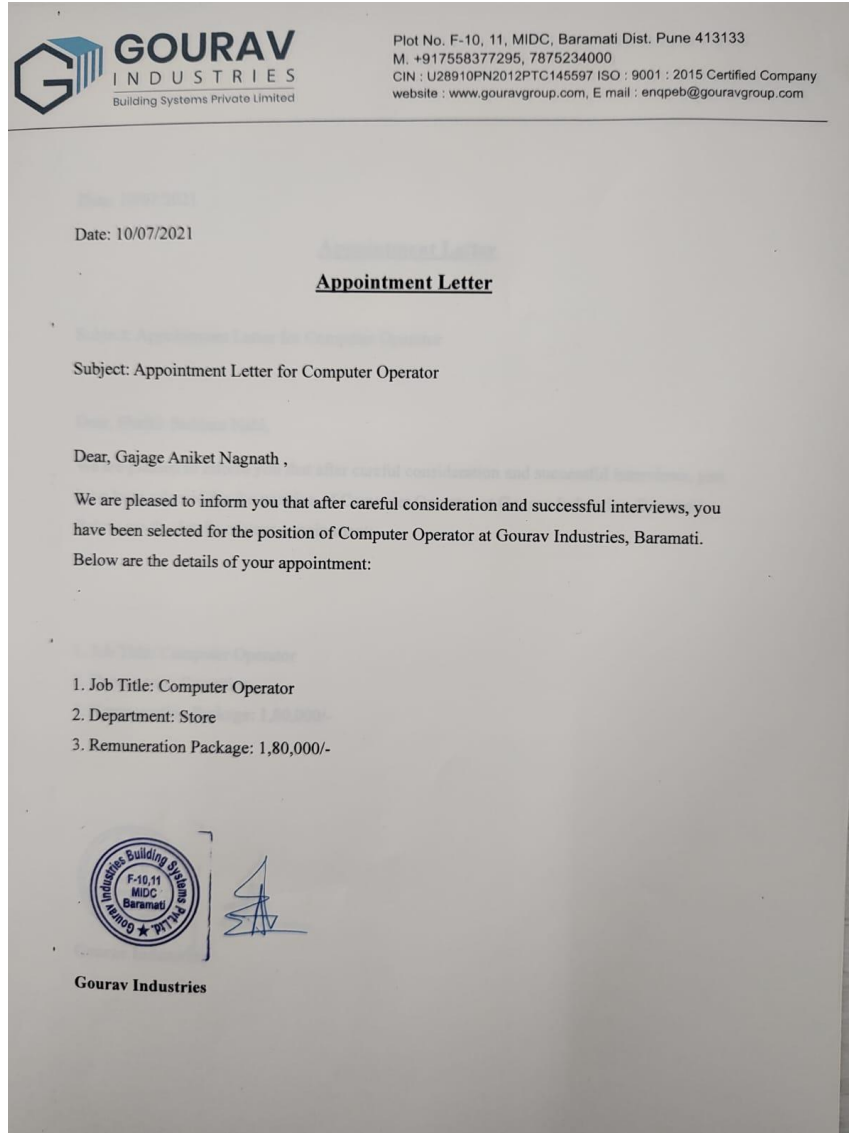 GOURAV
INDUSTRIES
Building Systems Private Limited
Plot No. F-10, 11, MIDC, Baramati Dist. Pune 413133
M. +917558377295, 7875234000
CIN : U28910PN2012PTC145597 ISO : 9001 : 2015 Certified Company
website : www.gouravgroup.com, E mail : enqpeb@gouravgroup.com
Date: 10/07/2021
Appointment Letter
Subject: Appointment Letter for Computer Operator
Dear, Gajage Aniket Nagnath ,
We are pleased to inform you that after careful consideration and successful interviews, you
have been selected for the position of Computer Operator at Gourav Industries, Baramati.
Below are the details of your appointment:
1. Job Title: Computer Operator
2. Department: Store
3. Remuneration Package: 1,80,000/-
Gourav Industries Building Systems Pvt.Ltd.
F-10,11
MIDC
Baramati
Gourav Industries